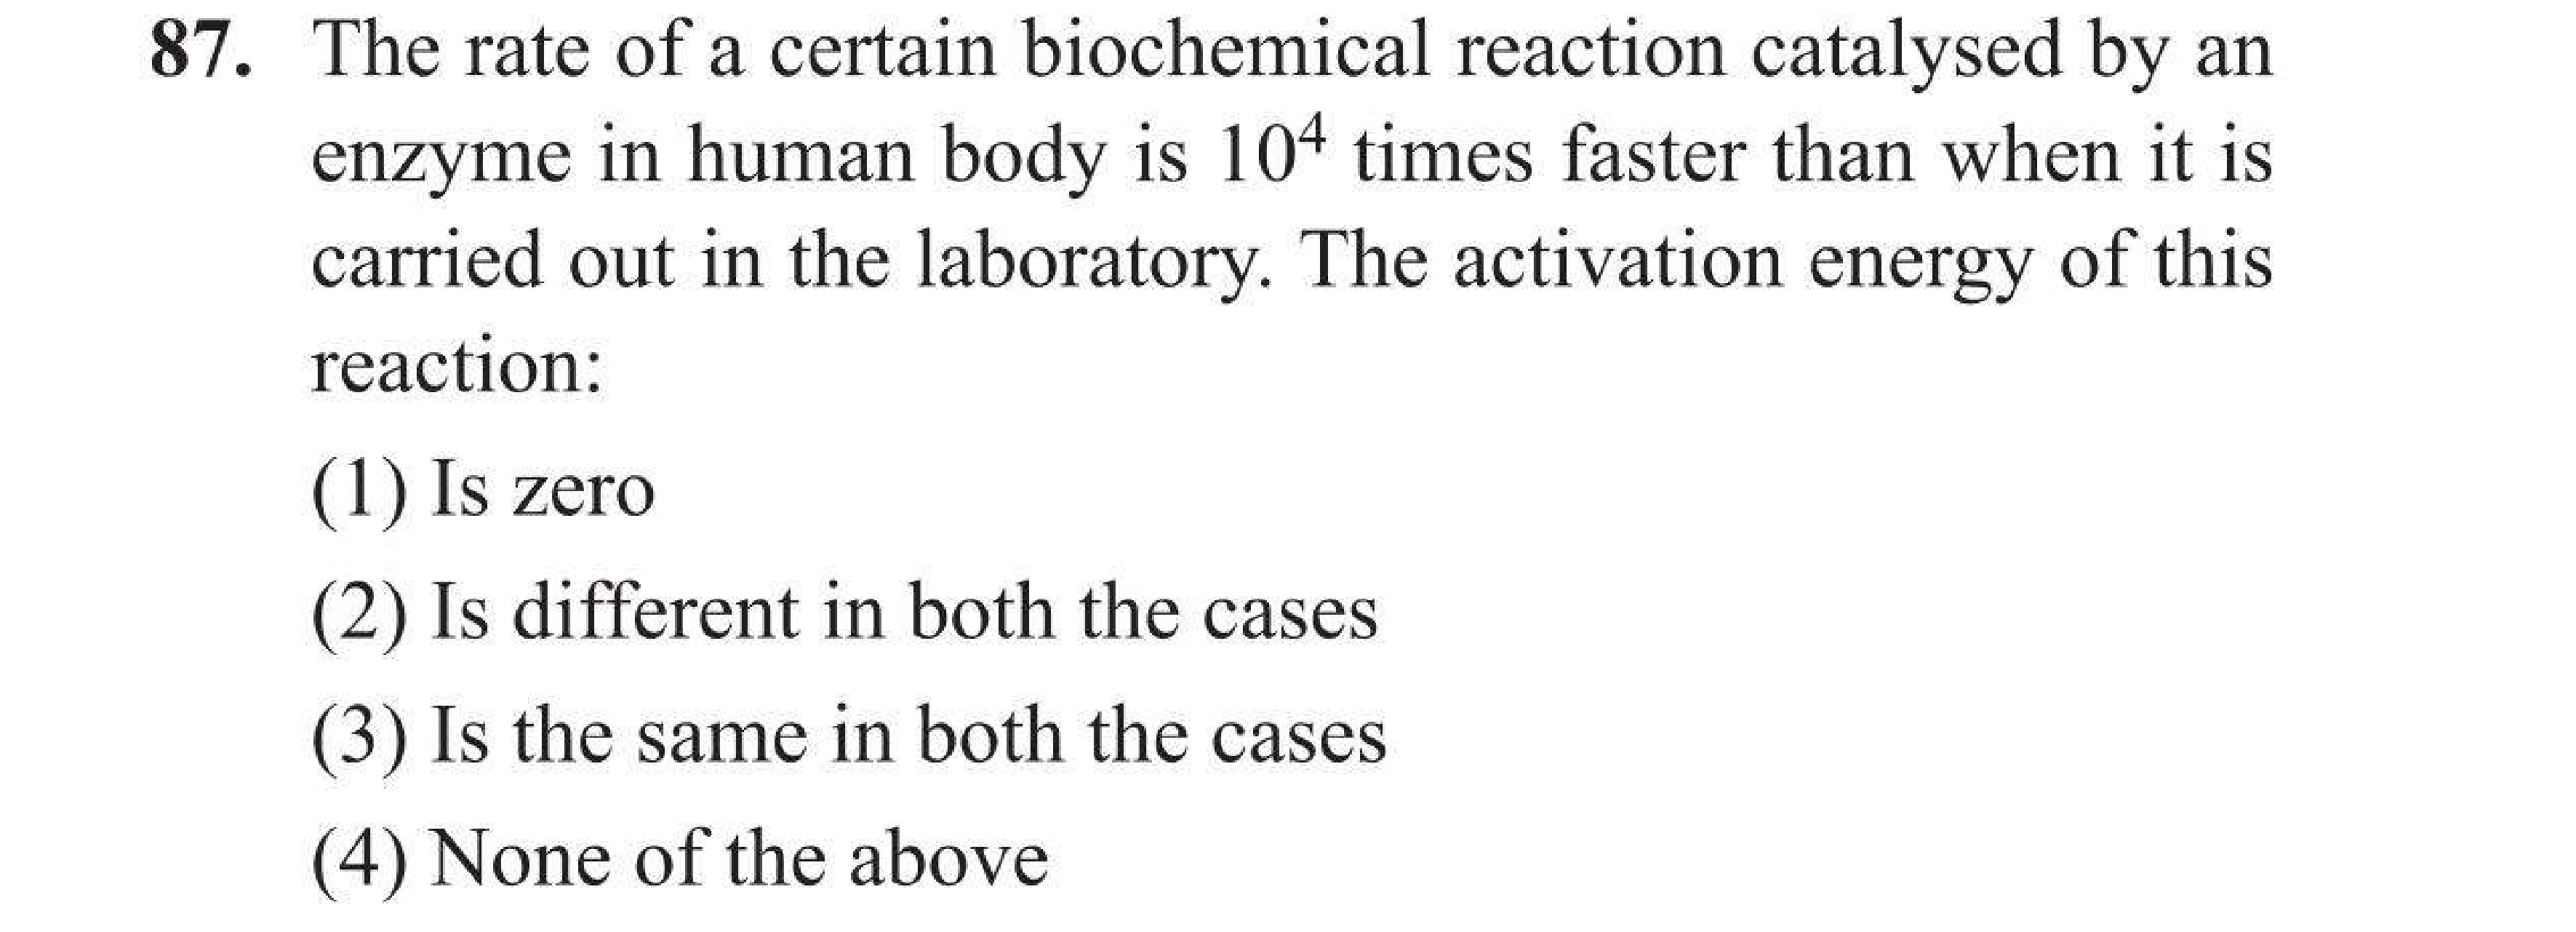 87. The rate of a certain biochemical reaction catalysed by an
enzyme in human body is 10⁴ times faster than when it is
carried out in the laboratory. The activation energy of this
reaction:
(1) Is zero
(2) Is different in both the cases
(3) Is the same in both the cases
(4) None of the above